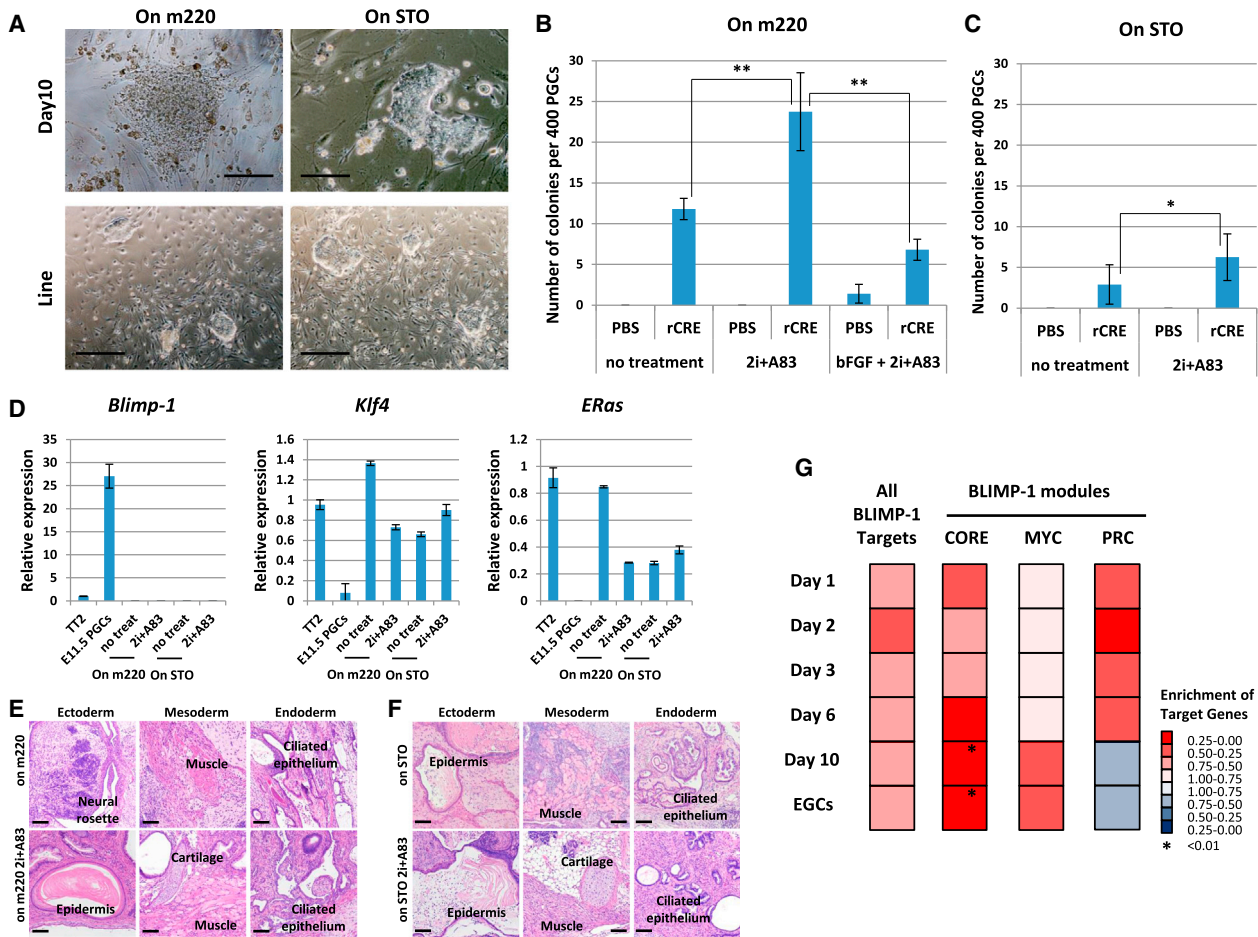 A
On m220
On STO
Day10
Line
B
On m220
Number of colonies per 400 PGCs
30
25
20
15
10
5
0
**
**
PBS
rCRE
PBS
rCRE
PBS
rCRE
no treatment
2i+A83
bFGF + 2i+A83
C
On STO
Number of colonies per 400 PGCs
30
25
20
15
10
5
0
*
PBS
rCRE
PBS
rCRE
no treatment
2i+A83
D
Blimp-1
Relative expression
35
30
25
20
15
10
5
0
TT2
E11.5 PGCs
no treat
2i+A83
no treat
2i+A83
On m220
On STO
Klf4
Relative expression
1.6
1.4
1.2
1
0.8
0.6
0.4
0.2
0
TT2
E11.5 PGCs
no treat
2i+A83
no treat
2i+A83
On m220
On STO
ERas
Relative expression
1.2
1
0.8
0.6
0.4
0.2
0
TT2
E11.5 PGCs
no treat
2i+A83
no treat
2i+A83
On m220
On STO
E
Ectoderm
Mesoderm
Endoderm
on m220
Neural
rosette
Muscle
Ciliated
epithelium
on m220 2i+A83
Epidermis
Cartilage
Muscle
Ciliated
epithelium
F
Ectoderm
Mesoderm
Endoderm
on STO
Epidermis
Muscle
Ciliated
epithelium
on STO 2i+A83
Epidermis
Cartilage
Muscle
Ciliated
epithelium
G
All
BLIMP-1
Targets
BLIMP-1 modules
CORE
MYC
PRC
Day 1
Day 2
Day 3
Day 6
Day 10
*
EGCs
*
Enrichment of
Target Genes
0.25-0.00
0.50-0.25
0.75-0.50
1.00-0.75
1.00-0.75
0.75-0.50
0.50-0.25
0.25-0.00
* <0.01